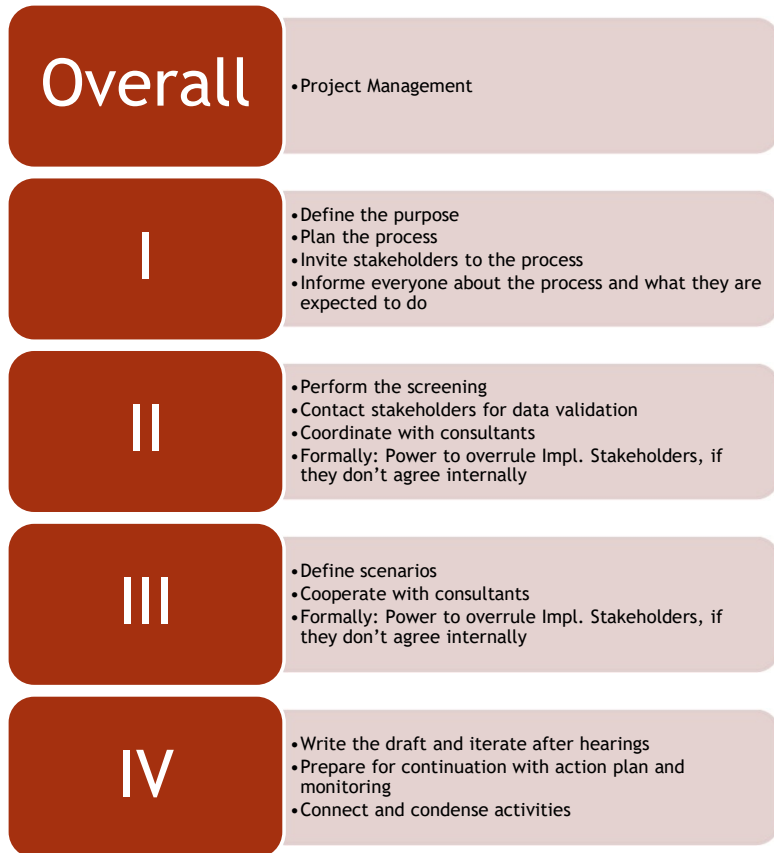 Overall
•Project Management
I
•Define the purpose
•Plan the process
•Invite stakeholders to the process
•Informe everyone about the process and what they are
expected to do
II
•Perform the screening
•Contact stakeholders for data validation
•Coordinate with consultants
•Formally: Power to overrule Impl. Stakeholders, if
they don’t agree internally
III
•Define scenarios
•Cooperate with consultants
•Formally: Power to overrule Impl. Stakeholders, if
they don’t agree internally
IV
•Write the draft and iterate after hearings
•Prepare for continuation with action plan and
monitoring
•Connect and condense activities